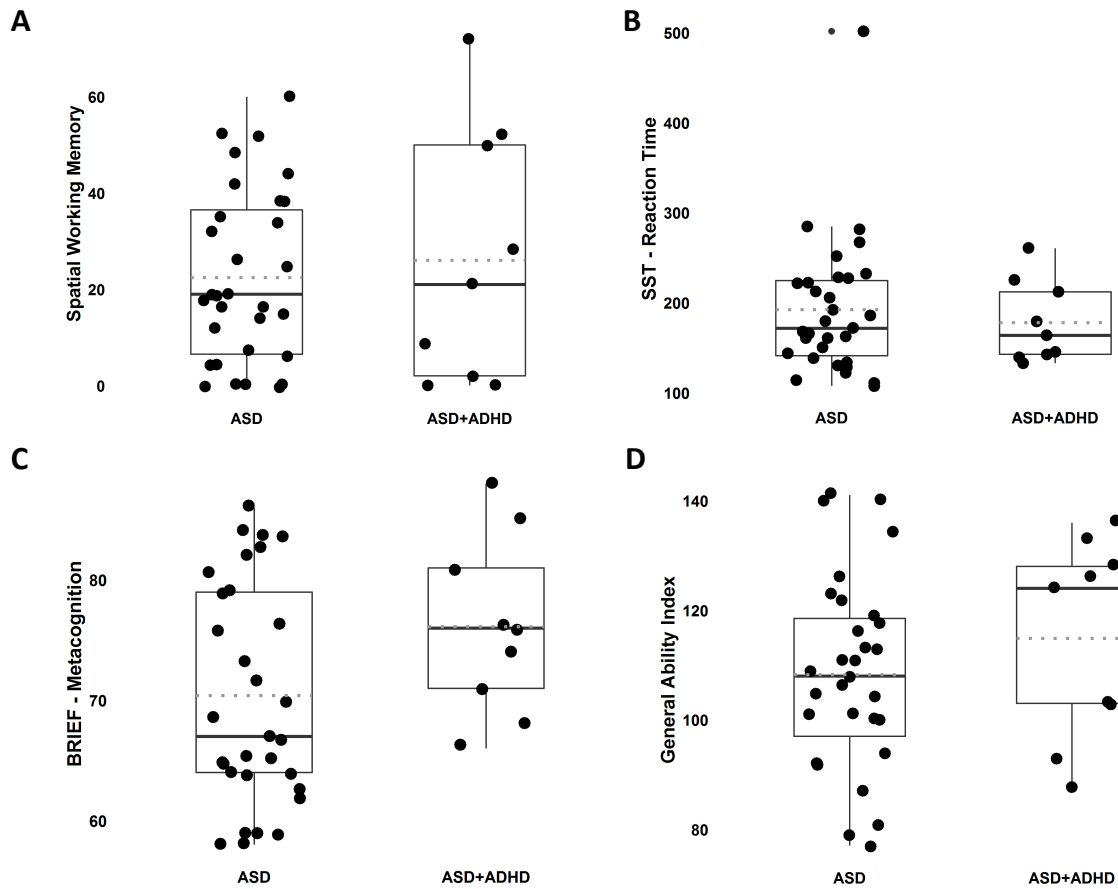 A
Spatial Working Memory
60
40
20
0
ASD
ASD+ADHD
B
SST - Reaction Time
500
400
300
200
100
ASD
ASD+ADHD
C
BRIEF - Metacognition
80
70
60
ASD
ASD+ADHD
D
General Ability Index
140
120
100
80
ASD
ASD+ADHD